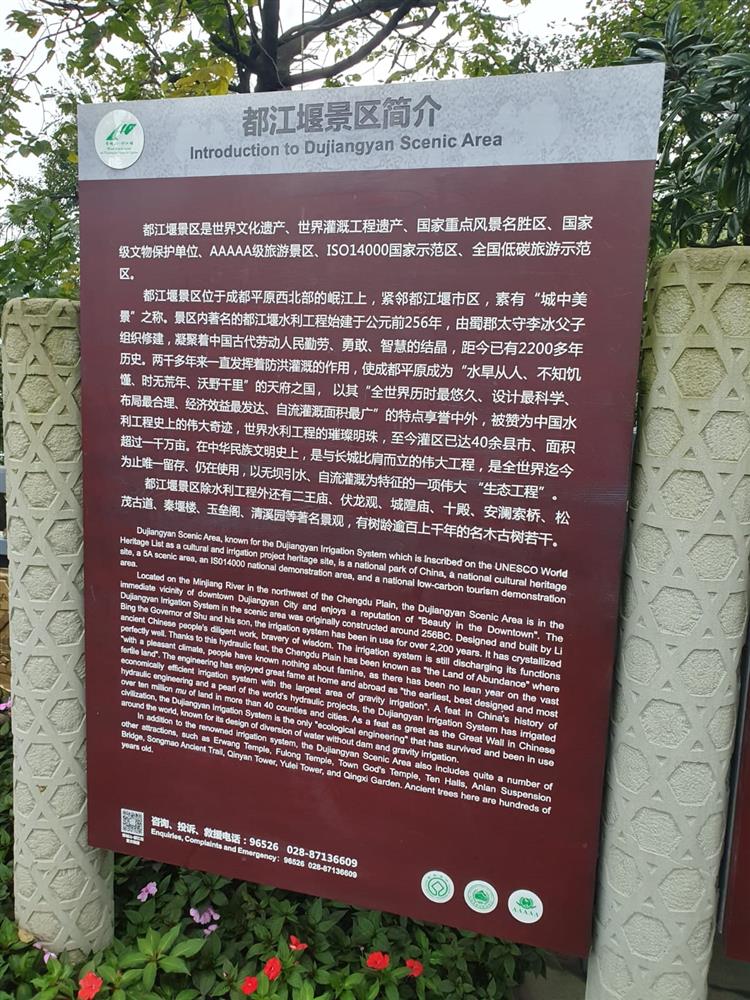 都江堰景区简介
Introduction to Dujiangyan Scenic Area
都江堰景区是世界文化遗产、世界灌溉工程遗产、国家重点风景名胜区、国家
级文物保护单位、AAAAA级旅游景区、ISO14000国家示范区、全国低碳旅游示范
区。
都江堰景区位于成都平原西北部的岷江上，紧邻都江堰市区，素有“城中美
景”之称。景区内著名的都江堰水利工程始建于公元前256年，由蜀郡太守李冰父子
组织修建，凝聚着中国古代劳动人民勤劳、勇敢、智慧的结晶，距今已有2200多年
历史。两千多年来一直发挥着防洪灌溉的作用，使成都平原成为“水旱从人、不知饥
馑、时无荒年、沃野千里”的天府之国，以其“全世界历时最悠久、设计最科学、
布局最合理、经济效益最发达、自流灌溉面积最广”的特点享誉中外，被赞为中国水
利工程史上的伟大奇迹，世界水利工程的璀璨明珠，至今灌区已达40余县市、面积
超过一千万亩。在中华民族文明史上，是与长城比肩而立的伟大工程，是全世界迄今
为止唯一留存、仍在使用，以无坝引水、自流灌溉为特征的一项伟大“生态工程”。
都江堰景区除水利工程外还有二王庙、伏龙观、城隍庙、十殿、安澜索桥、松
茂古道、秦堰楼、玉垒阁、清溪园等著名景观，有树龄逾百上千年的名木古树若干。
Dujiangyan Scenic Area, known for the Dujiangyan Irrigation System which is Inscribed on the UNESCO World
Heritage List as a cultural and irrigation project heritage site, is a national park of China, a national cultural heritage
site, a 5A scenic area, an ISO14000 national demonstration area, and a national low-carbon tourism demonstration
area.
Located on the Minjiang River in the northwest of the Chengdu Plain, the Dujiangyan Scenic Area is in the
immediate vicinity of downtown Dujiangyan City and enjoys a reputation of "Beauty in the Downtown". The
Dujiangyan Irrigation System in the scenic area was originally constructed around 256BC. Designed and built by Li
Bing the Governor of Shu and his son, the irrigation system has been in use for over 2,200 years. It has crystallized
ancient Chinese people's diligent work, bravery of wisdom. The irrigation system is still discharging its functions
perfectly well. Thanks to this hydraulic feat, the Chengdu Plain has been known as "the Land of Abundance" where
"with a pleasant climate, people have known nothing about famine, as there has been no lean year on the vast
fertile land". The engineering has enjoyed great fame at home and abroad as "the earliest, best designed and most
economically efficient irrigation system with the largest area of gravity irrigation". A feat in China's history of
hydraulic engineering and a pearl of the world's hydraulic projects, the Dujiangyan Irrigation System has irrigated
over ten million mu of land in more than 40 counties and cities. As a feat as great as the Great Wall in Chinese
civilization, the Dujiangyan Irrigation System is the only "ecological engineering" that has survived and been in use
around the world, known for its design of diversion of water without dam and gravity irrigation.
In addition to the renowned irrigation system, the Dujiangyan Scenic Area also includes quite a number of
other attractions, such as Erwang Temple, Fulong Temple, Town God's Temple, Ten Halls, Anlan Suspension
Bridge, Songmao Ancient Trail, Qinyan Tower, Yulei Tower, and Qingxi Garden. Ancient trees here are hundreds of
years old.
咨询、投诉、救援电话：96526 028-87136609
Enquiries, Complaints and Emergency: 96526 028-87136609
AAAAA